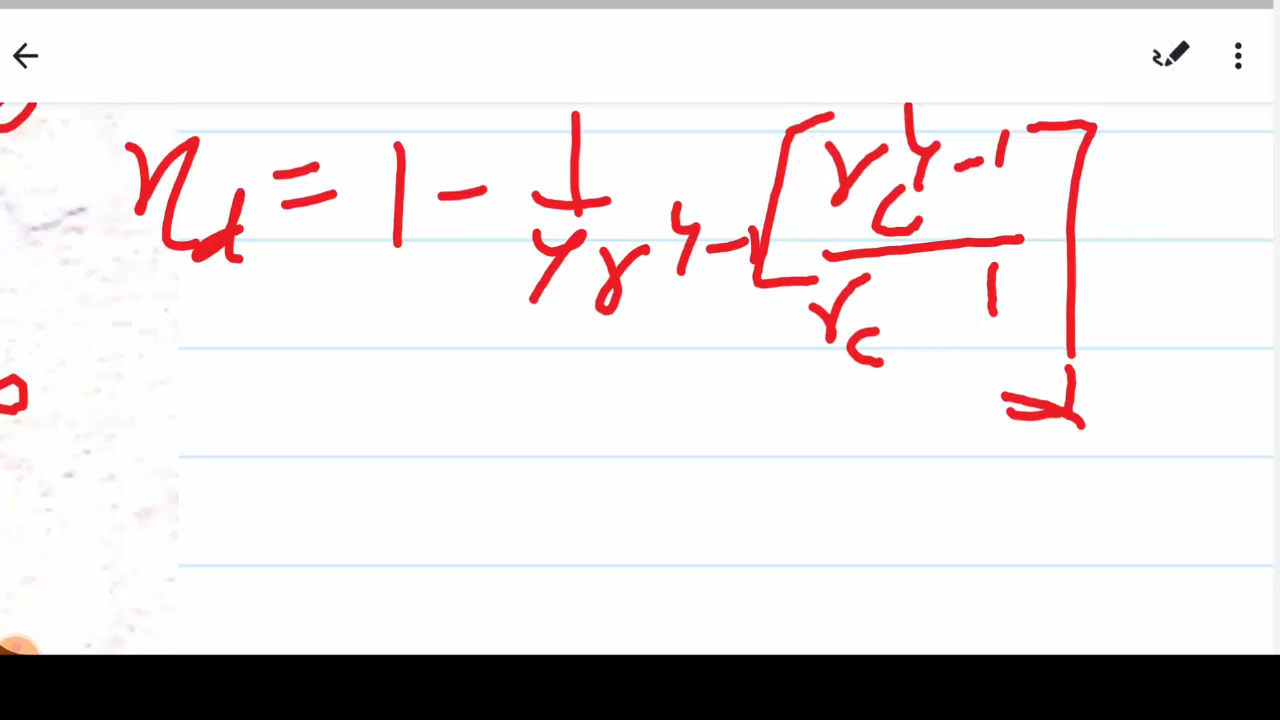 η_d = 1 - 1/(γ r^(γ-1)) [ (r_c^γ - 1)/(r_c 1) ]